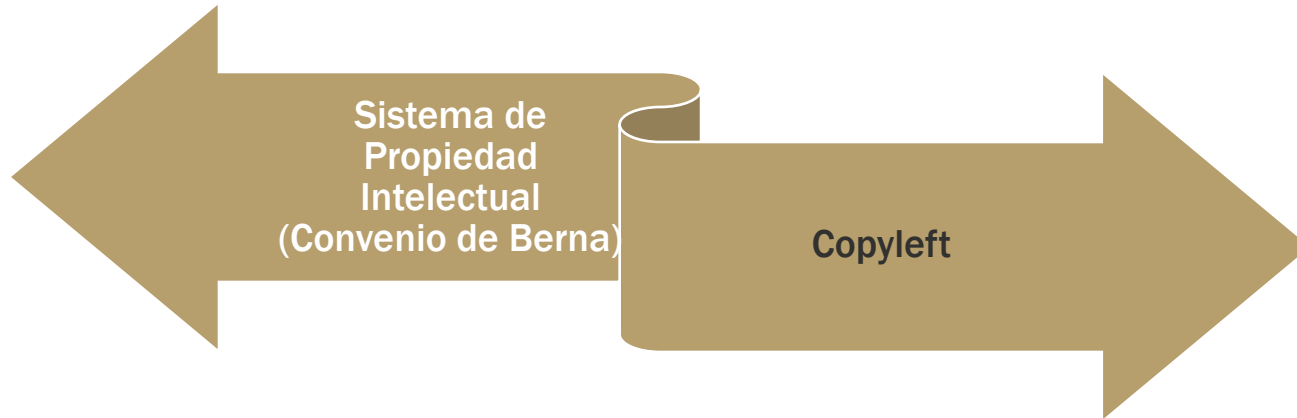 Sistema de
Propiedad
Intelectual
(Convenio de Berna)
Copyleft